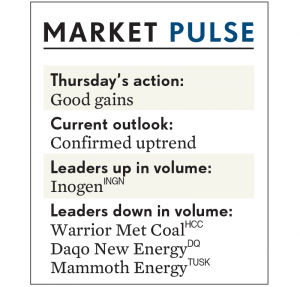 MARKET PULSE
Thursday's action:
Good gains
Current outlook:
Confirmed uptrend
Leaders up in volume:
Inogen INGN
Leaders down in volume:
Warrior Met Coal HCC
Daqo New Energy DQ
Mammoth Energy TUSK